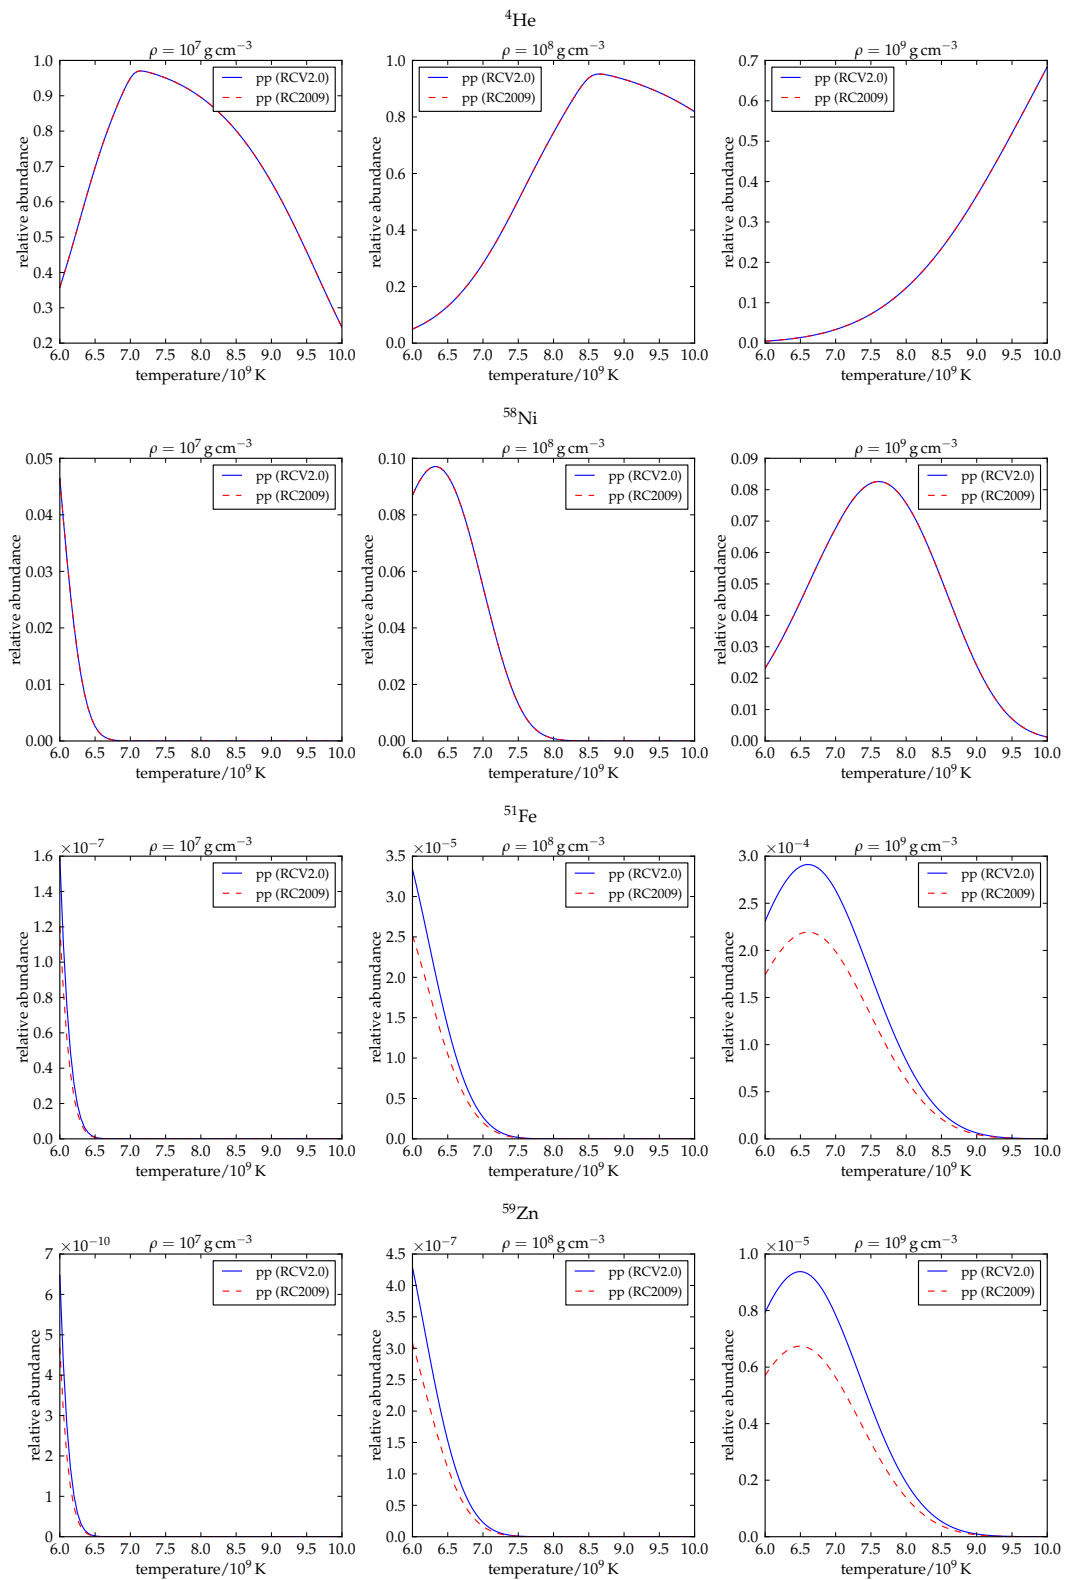 ⁴He
ρ = 10⁷ g cm⁻³
relative abundance
1.0
0.9
0.8
0.7
0.6
0.5
0.4
0.3
0.2
pp (RCV2.0)
pp (RC2009)
6.0 6.5 7.0 7.5 8.0 8.5 9.0 9.5 10.0
temperature/10⁹ K
ρ = 10⁸ g cm⁻³
relative abundance
1.0
0.8
0.6
0.4
0.2
0.0
pp (RCV2.0)
pp (RC2009)
6.0 6.5 7.0 7.5 8.0 8.5 9.0 9.5 10.0
temperature/10⁹ K
ρ = 10⁹ g cm⁻³
relative abundance
0.7
0.6
0.5
0.4
0.3
0.2
0.1
0.0
pp (RCV2.0)
pp (RC2009)
6.0 6.5 7.0 7.5 8.0 8.5 9.0 9.5 10.0
temperature/10⁹ K
⁵⁸Ni
ρ = 10⁷ g cm⁻³
relative abundance
0.05
0.04
0.03
0.02
0.01
0.00
pp (RCV2.0)
pp (RC2009)
6.0 6.5 7.0 7.5 8.0 8.5 9.0 9.5 10.0
temperature/10⁹ K
ρ = 10⁸ g cm⁻³
relative abundance
0.10
0.08
0.06
0.04
0.02
0.00
pp (RCV2.0)
pp (RC2009)
6.0 6.5 7.0 7.5 8.0 8.5 9.0 9.5 10.0
temperature/10⁹ K
ρ = 10⁹ g cm⁻³
relative abundance
0.09
0.08
0.07
0.06
0.05
0.04
0.03
0.02
0.01
0.00
pp (RCV2.0)
pp (RC2009)
6.0 6.5 7.0 7.5 8.0 8.5 9.0 9.5 10.0
temperature/10⁹ K
⁵¹Fe
×10⁻⁷
ρ = 10⁷ g cm⁻³
relative abundance
1.6
1.4
1.2
1.0
0.8
0.6
0.4
0.2
0.0
pp (RCV2.0)
pp (RC2009)
6.0 6.5 7.0 7.5 8.0 8.5 9.0 9.5 10.0
temperature/10⁹ K
×10⁻⁵
ρ = 10⁸ g cm⁻³
relative abundance
3.5
3.0
2.5
2.0
1.5
1.0
0.5
0.0
pp (RCV2.0)
pp (RC2009)
6.0 6.5 7.0 7.5 8.0 8.5 9.0 9.5 10.0
temperature/10⁹ K
×10⁻⁴
ρ = 10⁹ g cm⁻³
relative abundance
3.0
2.5
2.0
1.5
1.0
0.5
0.0
pp (RCV2.0)
pp (RC2009)
6.0 6.5 7.0 7.5 8.0 8.5 9.0 9.5 10.0
temperature/10⁹ K
⁵⁹Zn
×10⁻¹⁰
ρ = 10⁷ g cm⁻³
relative abundance
7
6
5
4
3
2
1
0
pp (RCV2.0)
pp (RC2009)
6.0 6.5 7.0 7.5 8.0 8.5 9.0 9.5 10.0
temperature/10⁹ K
×10⁻⁷
ρ = 10⁸ g cm⁻³
relative abundance
4.5
4.0
3.5
3.0
2.5
2.0
1.5
1.0
0.5
0.0
pp (RCV2.0)
pp (RC2009)
6.0 6.5 7.0 7.5 8.0 8.5 9.0 9.5 10.0
temperature/10⁹ K
×10⁻⁵
ρ = 10⁹ g cm⁻³
relative abundance
1.0
0.8
0.6
0.4
0.2
0.0
pp (RCV2.0)
pp (RC2009)
6.0 6.5 7.0 7.5 8.0 8.5 9.0 9.5 10.0
temperature/10⁹ K